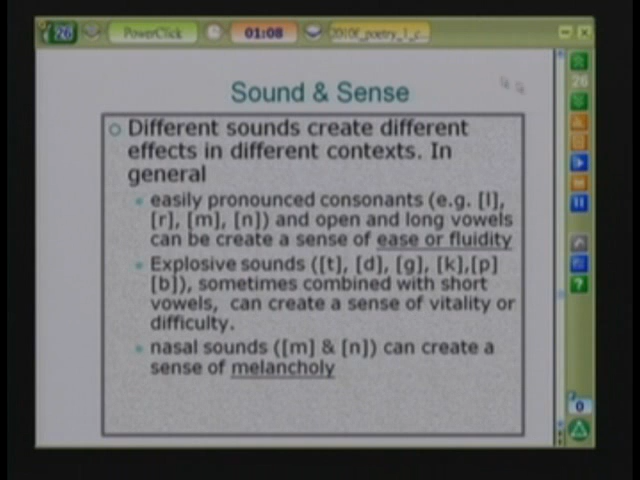 26
PowerClick
01:08
2010f_poetry_1_c...
Sound & Sense
26
Different sounds create different
effects in different contexts. In
general
easily pronounced consonants (e.g. [l],
[r], [m], [n]) and open and long vowels
can be create a sense of ease or fluidity
Explosive sounds ([t], [d], [g], [k],[p]
[b]), sometimes combined with short
vowels, can create a sense of vitality or
difficulty.
nasal sounds ([m] & [n]) can create a
sense of melancholy
?
0